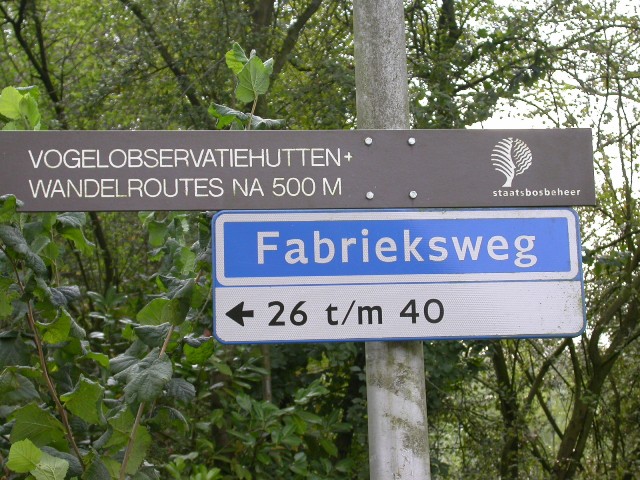 VOGELOBSERVATIEHUTTEN+
WANDELROUTES NA 500 M
staatsbosbeheer
Fabrieksweg
← 26 t/m 40